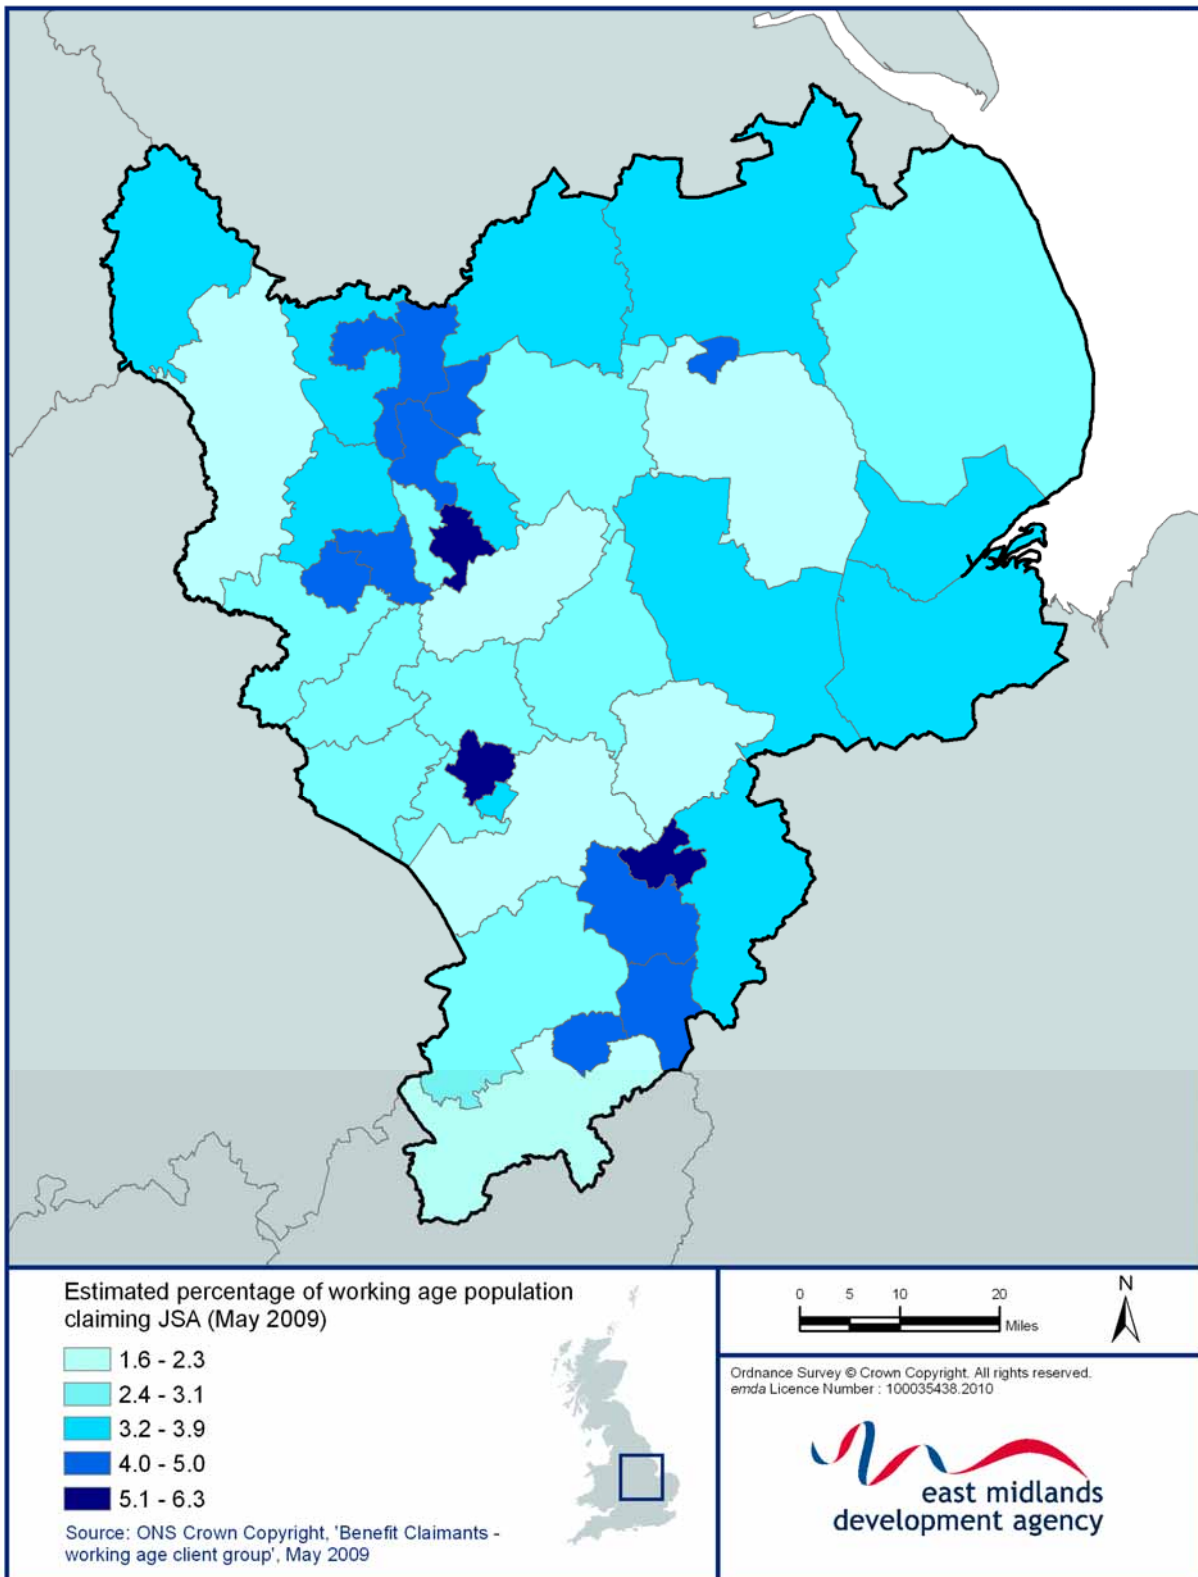 Estimated percentage of working age population
claiming JSA (May 2009)
1.6 - 2.3
2.4 - 3.1
3.2 - 3.9
4.0 - 5.0
5.1 - 6.3
Source: ONS Crown Copyright, 'Benefit Claimants -
working age client group', May 2009
0 5 10 20
Miles
N
Ordnance Survey © Crown Copyright. All rights reserved.
emda Licence Number : 100035438.2010
east midlands
development agency